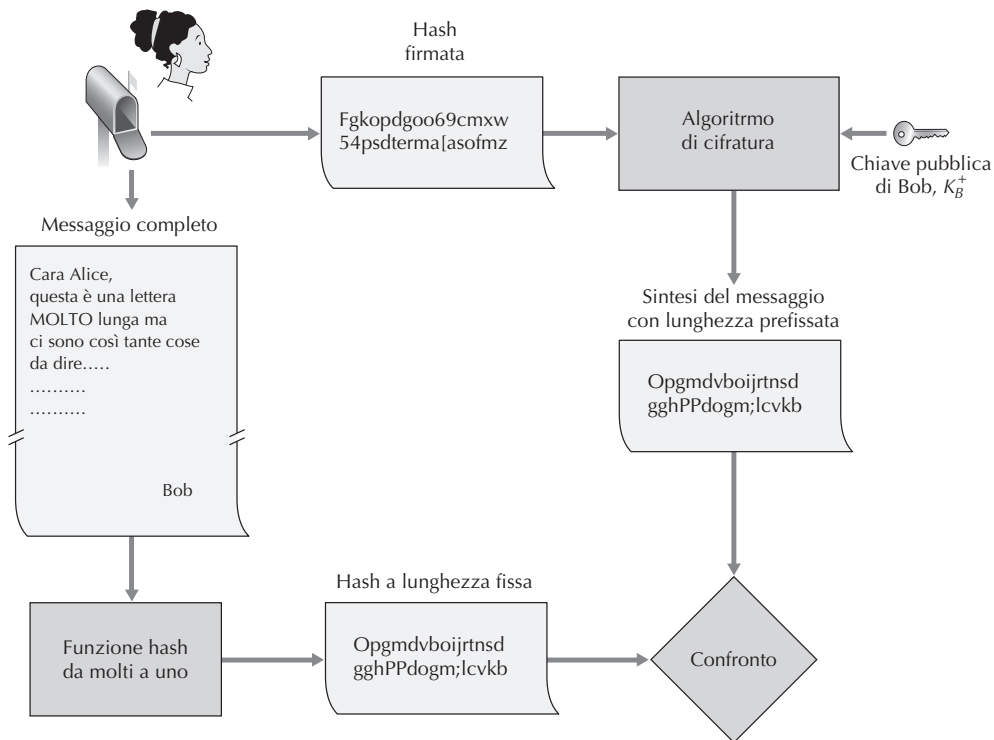 Hash
firmata
Fgkopdgoo69cmxw
54psdterma[asofmz
Algoritrmo
di cifratura
Chiave pubblica
di Bob, K_B^+
Messaggio completo
Cara Alice,
questa è una lettera
MOLTO lunga ma
ci sono così tante cose
da dire.....
..........
..........
Bob
Sintesi del messaggio
con lunghezza prefissata
Opgmdvboijrtnsd
gghPPdogm;lcvkb
Funzione hash
da molti a uno
Hash a lunghezza fissa
Opgmdvboijrtnsd
gghPPdogm;lcvkb
Confronto